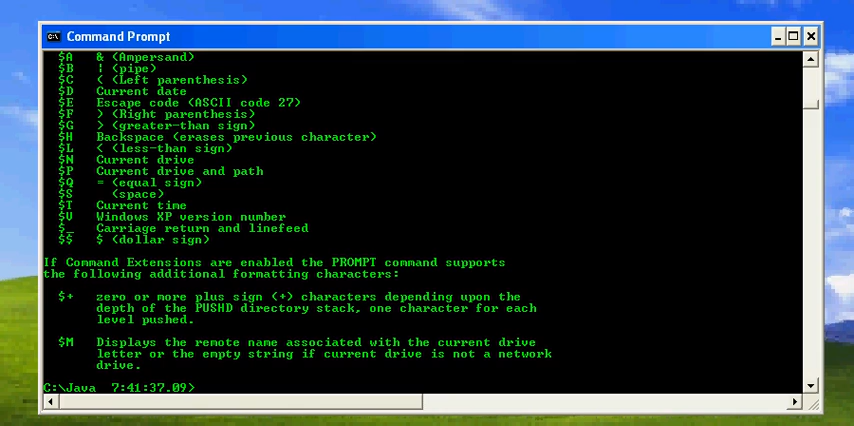 Command Prompt
$A & (Ampersand)
$B | (pipe)
$C ( (Left parenthesis)
$D Current date
$E Escape code (ASCII code 27)
$F ) (Right parenthesis)
$G > (greater-than sign)
$H Backspace (erases previous character)
$L < (less-than sign)
$N Current drive
$P Current drive and path
$Q = (equal sign)
$S (space)
$T Current time
$V Windows XP version number
$_ Carriage return and linefeed
$$ $ (dollar sign)
If Command Extensions are enabled the PROMPT command supports
the following additional formatting characters:
$+ zero or more plus sign (+) characters depending upon the
depth of the PUSHD directory stack, one character for each
level pushed.
$M Displays the remote name associated with the current drive
letter or the empty string if current drive is not a network
drive.
C:\Java 7:41:37.09>